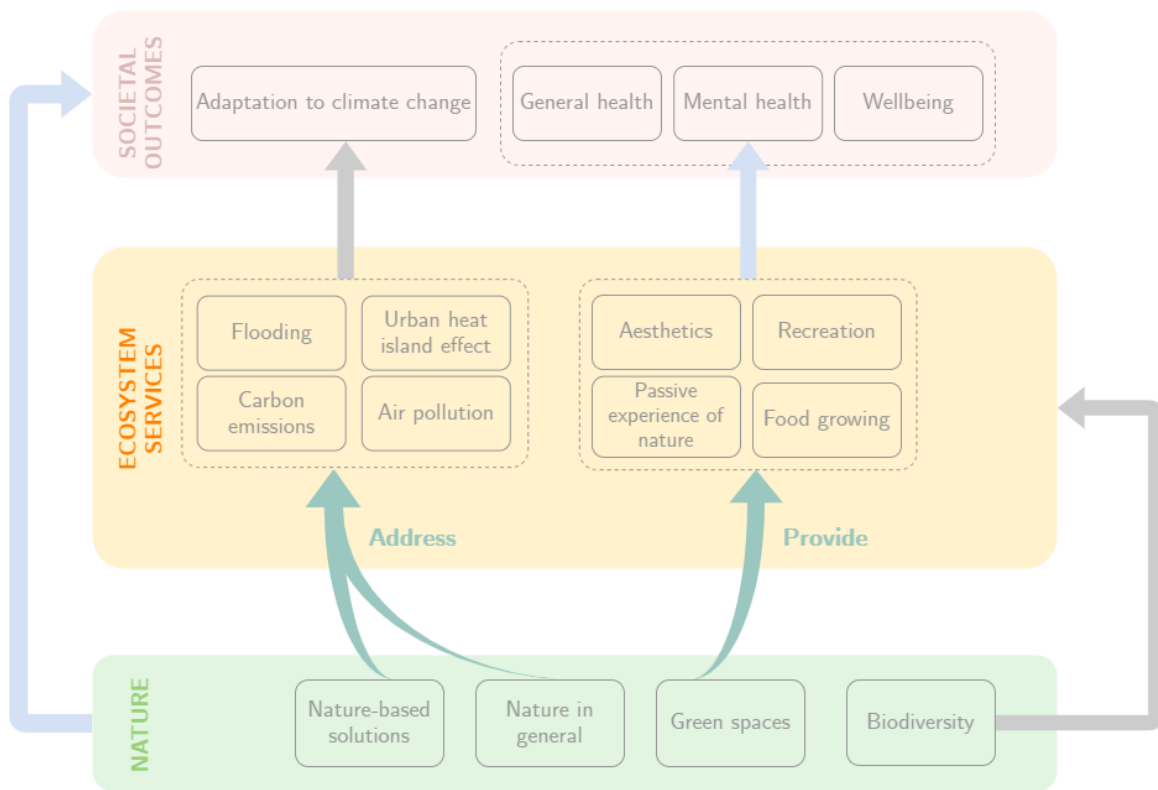 SOCIETAL
OUTCOMES
Adaptation to climate change
General health
Mental health
Wellbeing
ECOSYSTEM
SERVICES
Flooding
Urban heat
island effect
Carbon
emissions
Air pollution
Aesthetics
Recreation
Passive
experience of
nature
Food growing
Address
Provide
NATURE
Nature-based
solutions
Nature in
general
Green spaces
Biodiversity